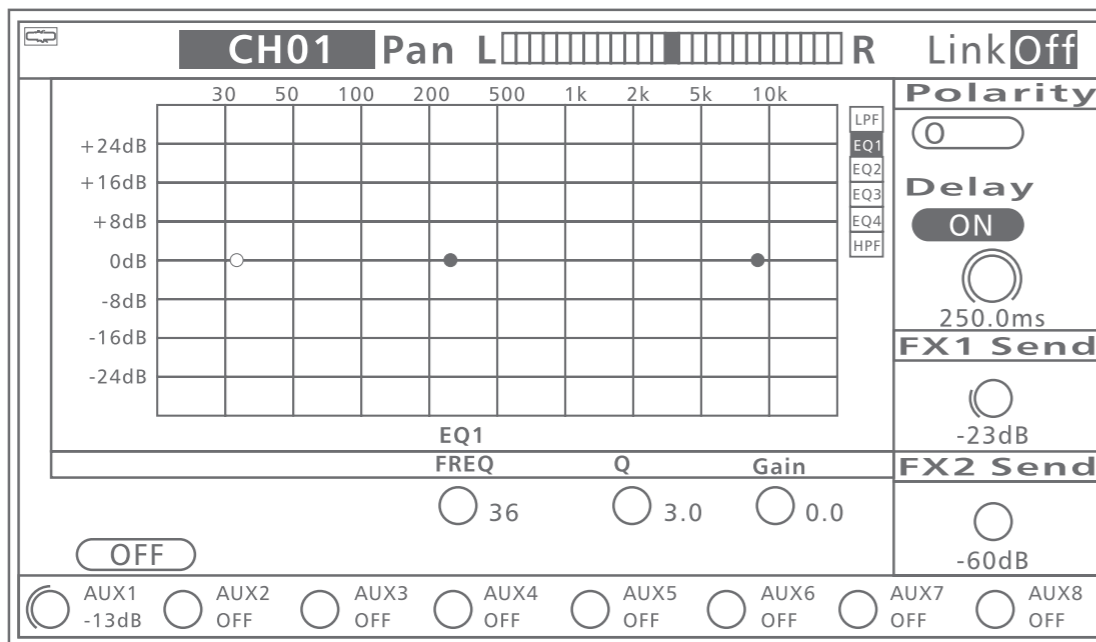 CH01 Pan L R Link Off
30 50 100 200 500 1k 2k 5k 10k
+24dB
+16dB
+8dB
0dB
-8dB
-16dB
-24dB
LPF
EQ1
EQ2
EQ3
EQ4
HPF
Polarity
O
Delay
ON
250.0ms
FX1 Send
-23dB
FX2 Send
-60dB
EQ1
FREQ Q Gain
36 3.0 0.0
OFF
AUX1 AUX2 AUX3 AUX4 AUX5 AUX6 AUX7 AUX8
-13dB OFF OFF OFF OFF OFF OFF OFF